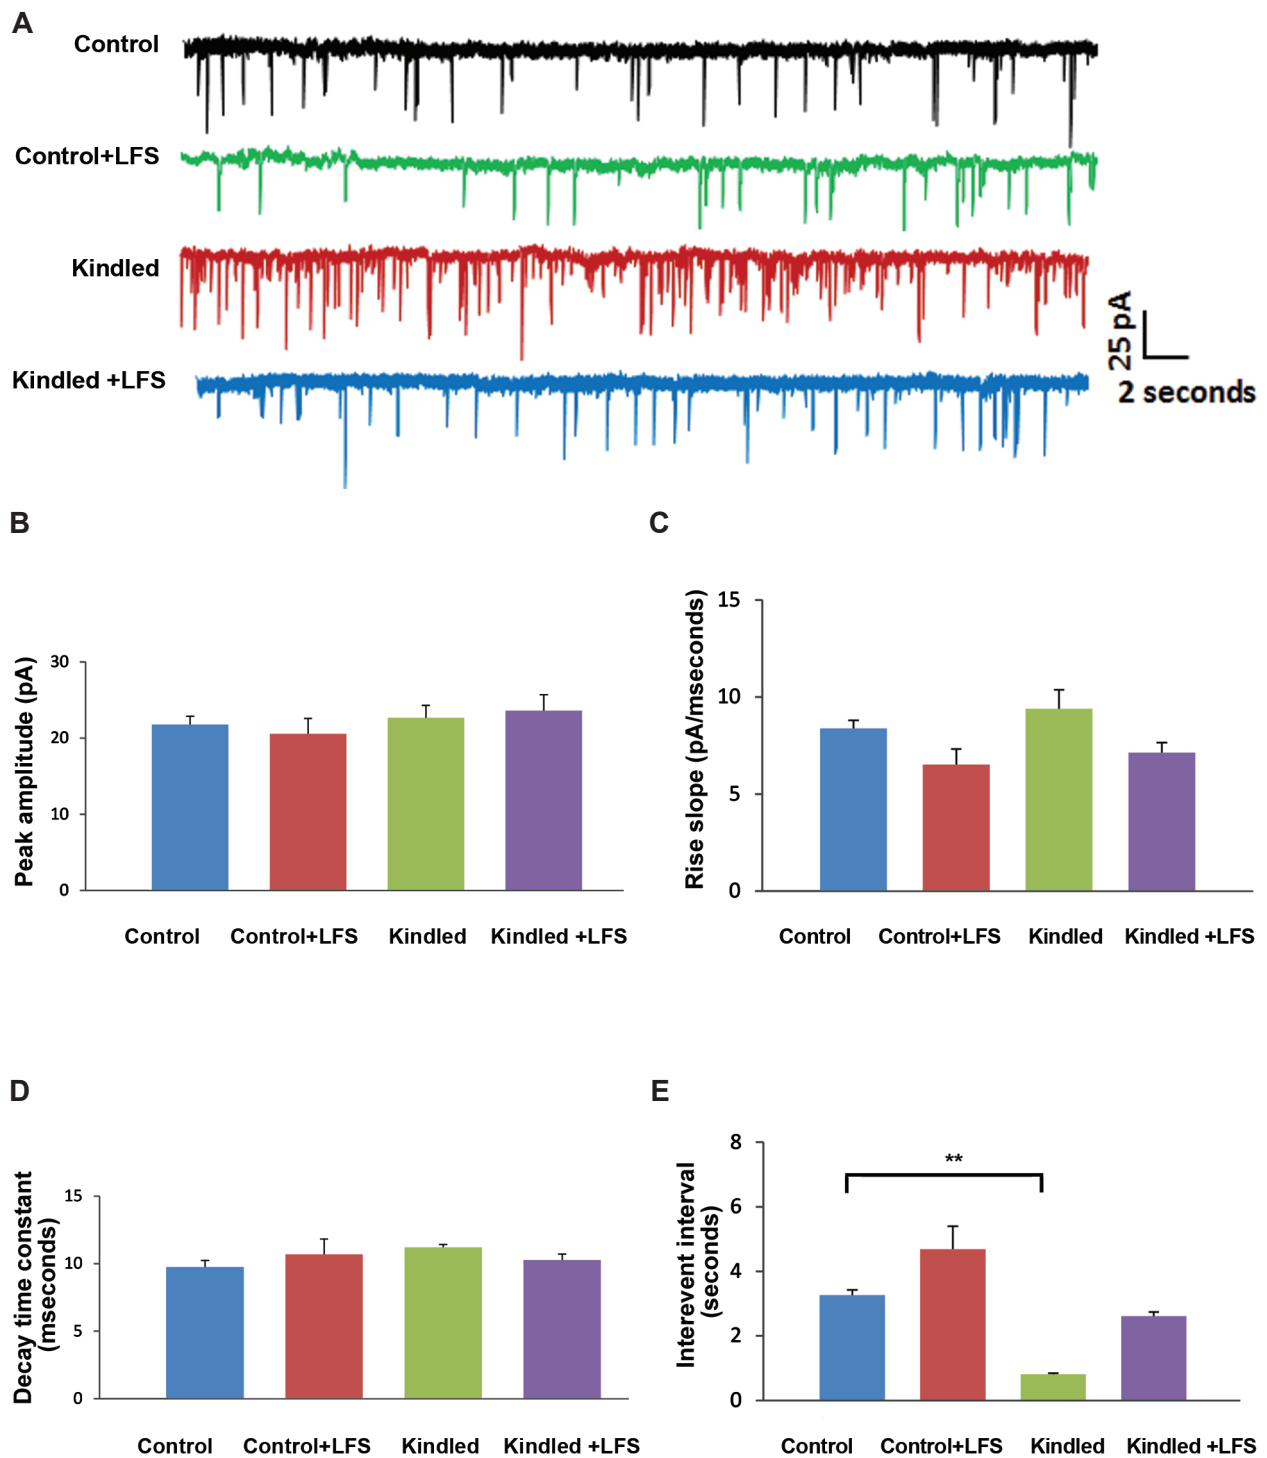 A
Control
Control+LFS
Kindled
Kindled +LFS
25 pA
2 seconds
B
Peak amplitude (pA)
30
20
10
0
Control Control+LFS Kindled Kindled +LFS
C
Rise slope (pA/mseconds)
15
10
5
0
Control Control+LFS Kindled Kindled +LFS
D
Decay time constant
(mseconds)
15
10
5
0
Control Control+LFS Kindled Kindled +LFS
E
Interevent interval
(seconds)
8
6
4
2
0
**
Control Control+LFS Kindled Kindled +LFS